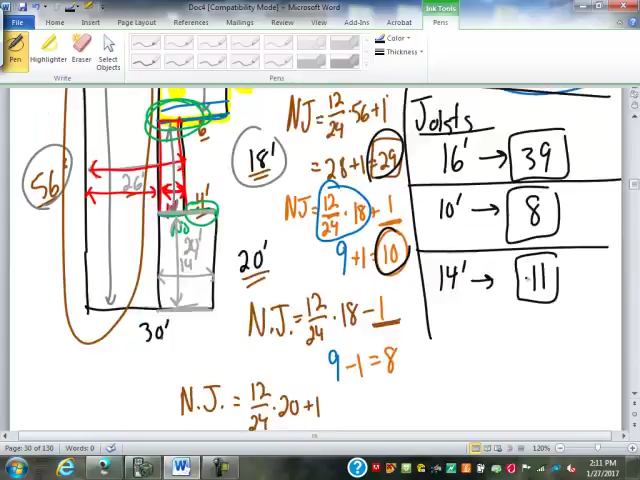 Doc4 [Compatibility Mode] - Microsoft Word
Ink Tools
File
Home
Insert
Page Layout
References
Mailings
Review
View
Add-Ins
Acrobat
Pens
Pen
Highlighter
Eraser
Select Objects
Color
Thickness
Write
Pens
6
56'
26'
18'
4'
NO
20'
14'
20'
30'
NJ = 12/24 · 56 + 1
= 28 + 1 = 29
NJ = 12/24 · 18 + 1
9 + 1 = 10
N.J. = 12/24 · 18 - 1
9 - 1 = 8
N.J. = 12/24 · 20 + 1
Joists
16' → 39
10' → 8
14' → 11
Page: 30 of 130
Words: 0
120%
2:11 PM
1/27/2017